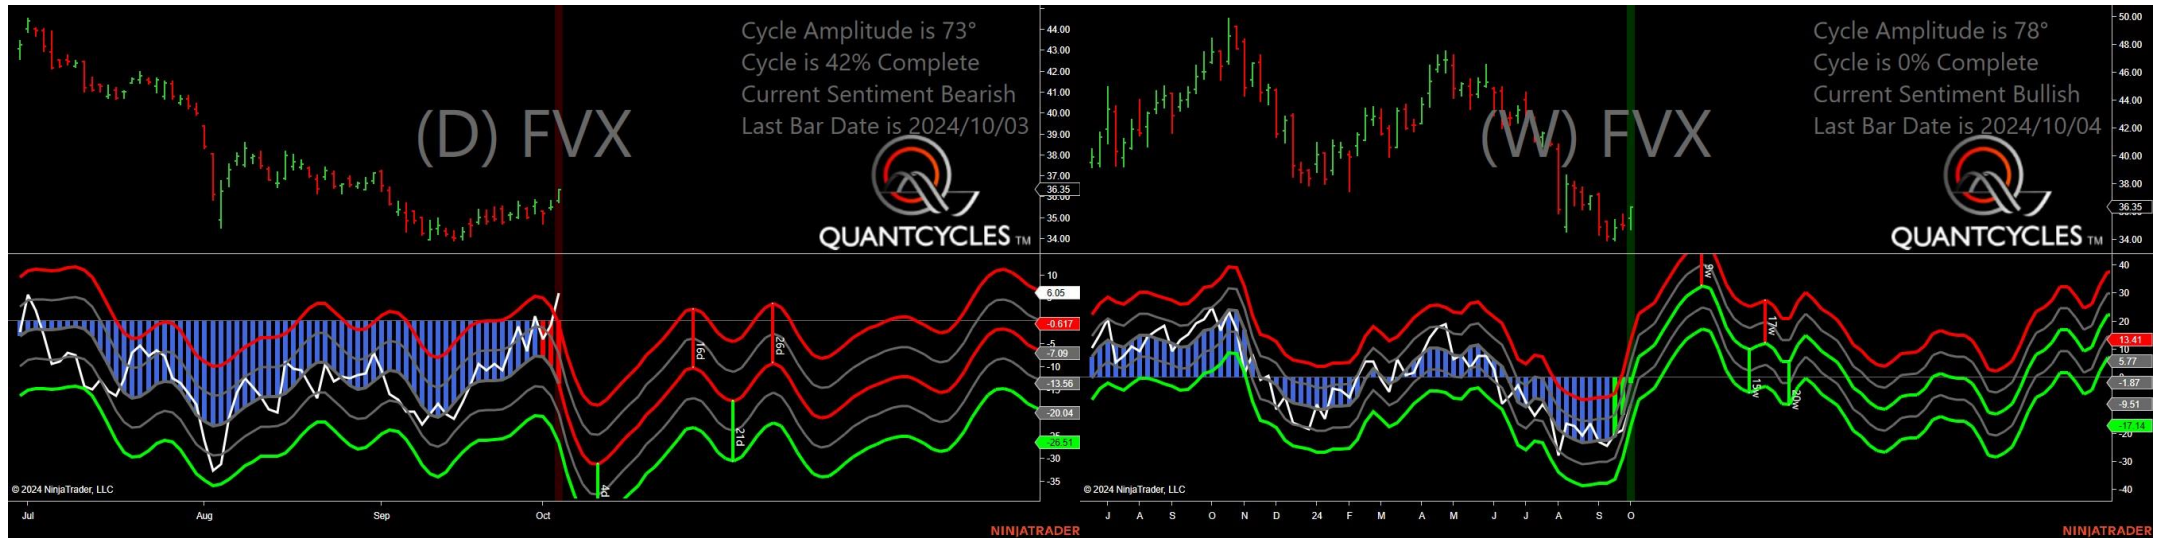 Cycle Amplitude is 73°
Cycle is 42% Complete
Current Sentiment Bearish
Last Bar Date is 2024/10/03
(D) FVX
QUANTCYCLES TM
44.00
43.00
42.00
41.00
40.00
39.00
38.00
37.00
36.35
36.00
35.00
34.00
10
6.05
-0.617
-5
-7.09
-10
-13.56
-20.04
-26.51
-30
-35
16d
26d
21d
4d
© 2024 NinjaTrader, LLC
Jul Aug Sep Oct
NINJATRADER
Cycle Amplitude is 78°
Cycle is 0% Complete
Current Sentiment Bullish
Last Bar Date is 2024/10/04
(W) FVX
QUANTCYCLES TM
50.00
48.00
46.00
44.00
42.00
40.00
38.00
36.35
34.00
40
30
20
13.41
10
5.77
-1.87
-9.51
-17.14
-20
-30
-40
9w
17w
15w
20w
© 2024 NinjaTrader, LLC
J A S O N D 24 F M A M J J A S O
NINJATRADER